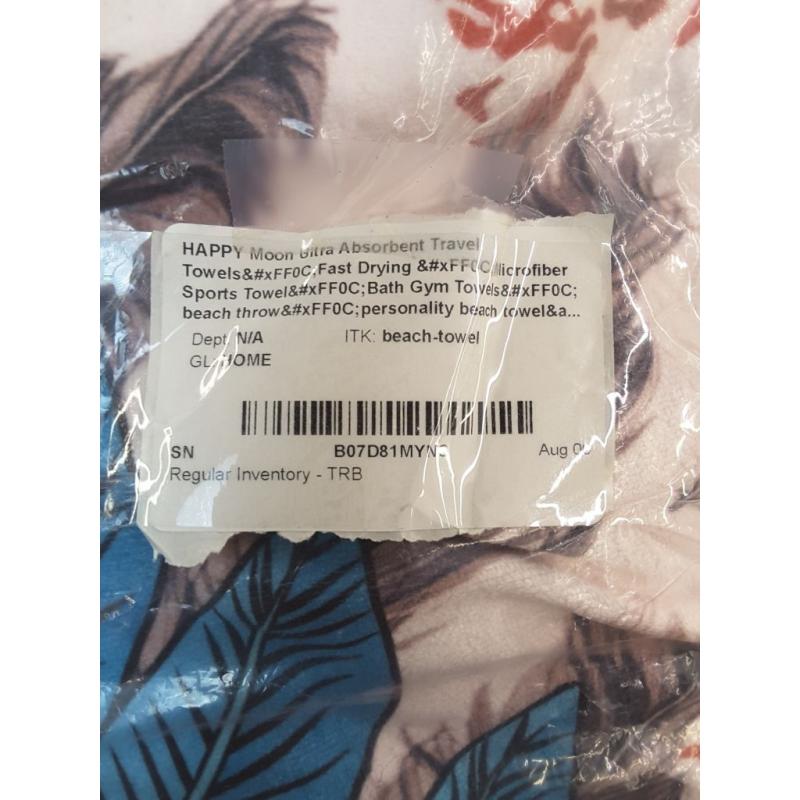 HAPPY Moon Ultra Absorbent Travel
Towels&#xFF0C;Fast Drying &#xFF0C;Microfiber
Sports Towel&#xFF0C;Bath Gym Towels&#xFF0C;
beach throw&#xFF0C;personality beach towel&a...
Dept: N/A ITK: beach-towel
GL: HOME
SN Aug
Regular Inventory - TRB